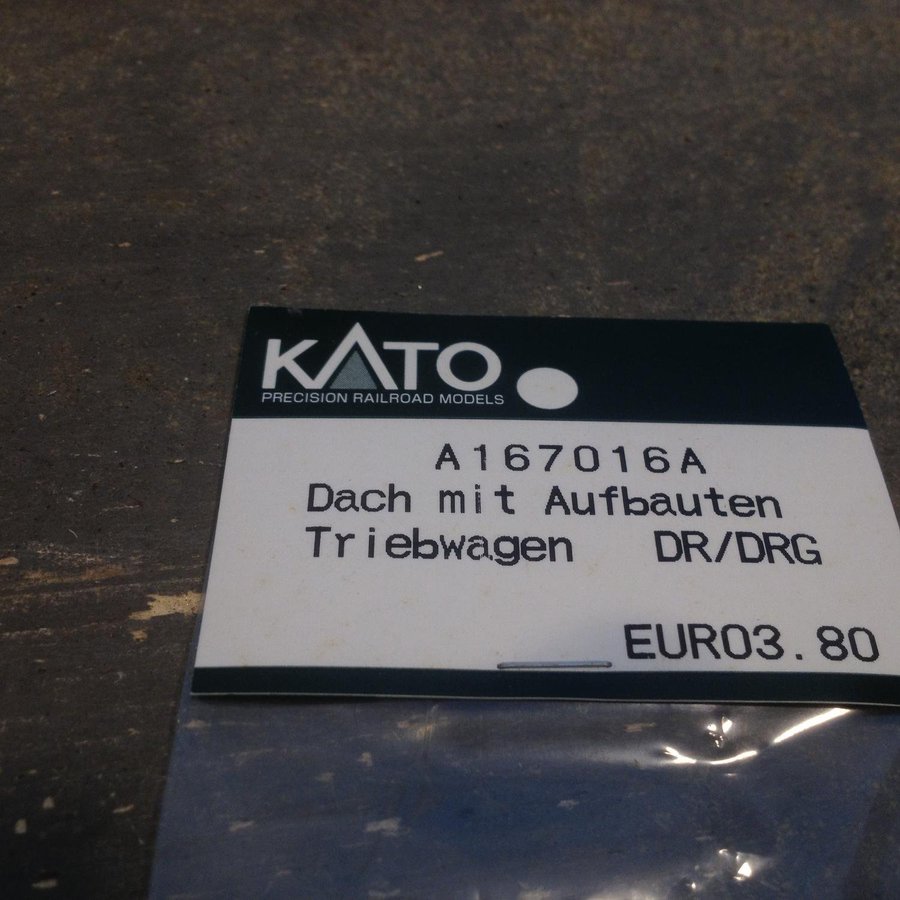 KATO
PRECISION RAILROAD MODELS
A167016A
Dach mit Aufbauten
Triebwagen DR/DRG
EUR03.80